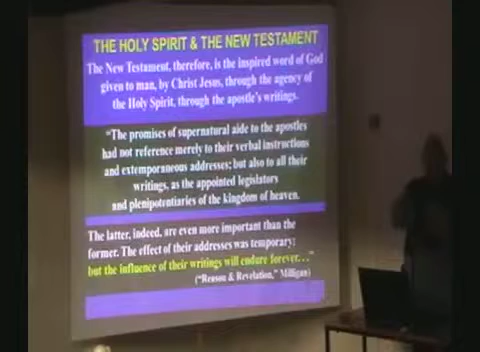 THE HOLY SPIRIT & THE NEW TESTAMENT
The New Testament, therefore, is the inspired word of God
given to man, by Christ Jesus, through the agency of
the Holy Spirit, through the apostle's writings.
"The promises of supernatural aide to the apostles
had not reference merely to their verbal instructions
and extemporaneous addresses; but also to all their
writings, as the appointed legislators
and plenipotentiaries of the kingdom of heaven.
The latter, indeed, are even more important than the
former. The effect of their addresses was temporary;
but the influence of their writings will endure forever..."
("Reason & Revelation," Milligan)